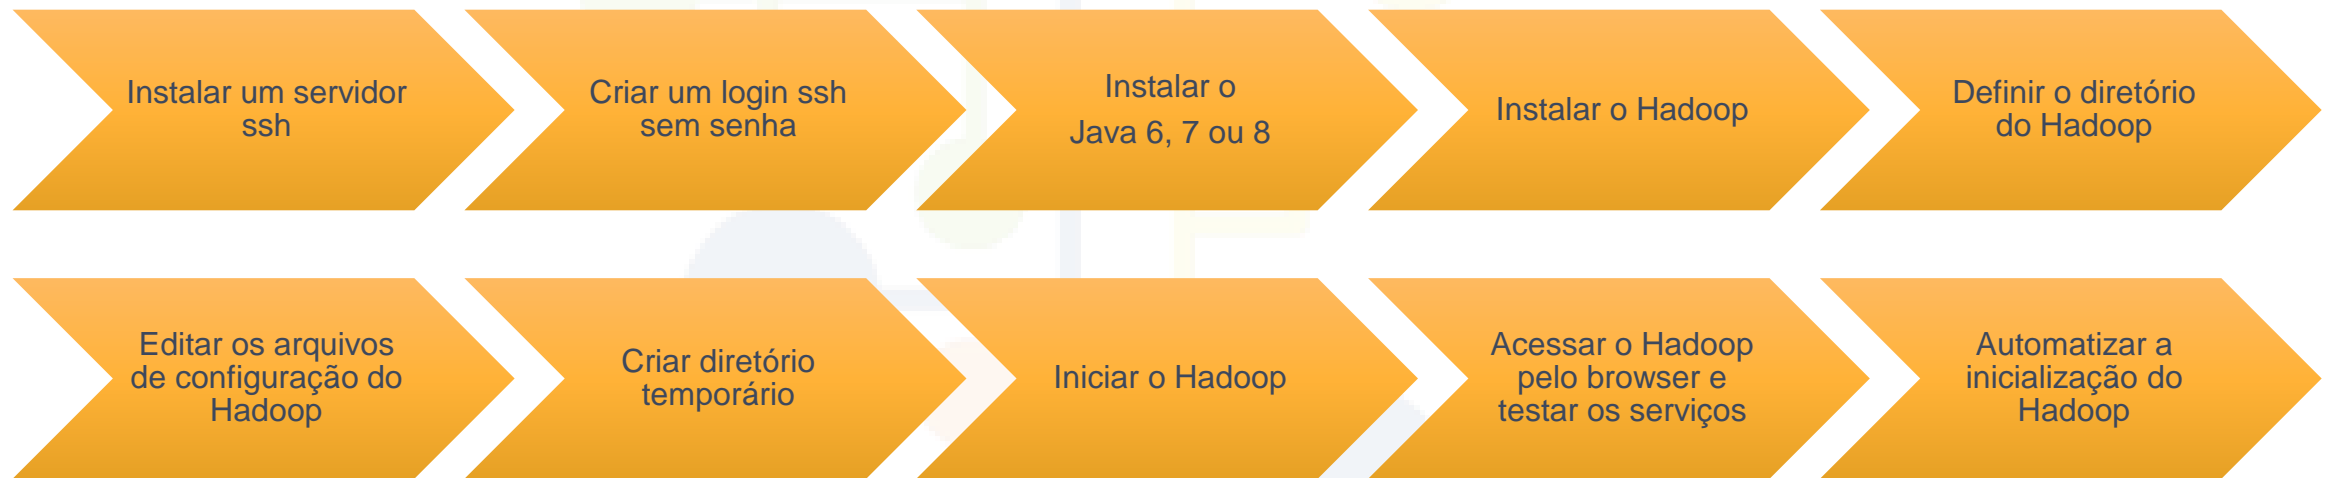 Instalar um servidor
ssh
Criar um login ssh
sem senha
Instalar o
Java 6, 7 ou 8
Instalar o Hadoop
Definir o diretório
do Hadoop
Editar os arquivos
de configuração do
Hadoop
Criar diretório
temporário
Iniciar o Hadoop
Acessar o Hadoop
pelo browser e
testar os serviços
Automatizar a
inicialização do
Hadoop